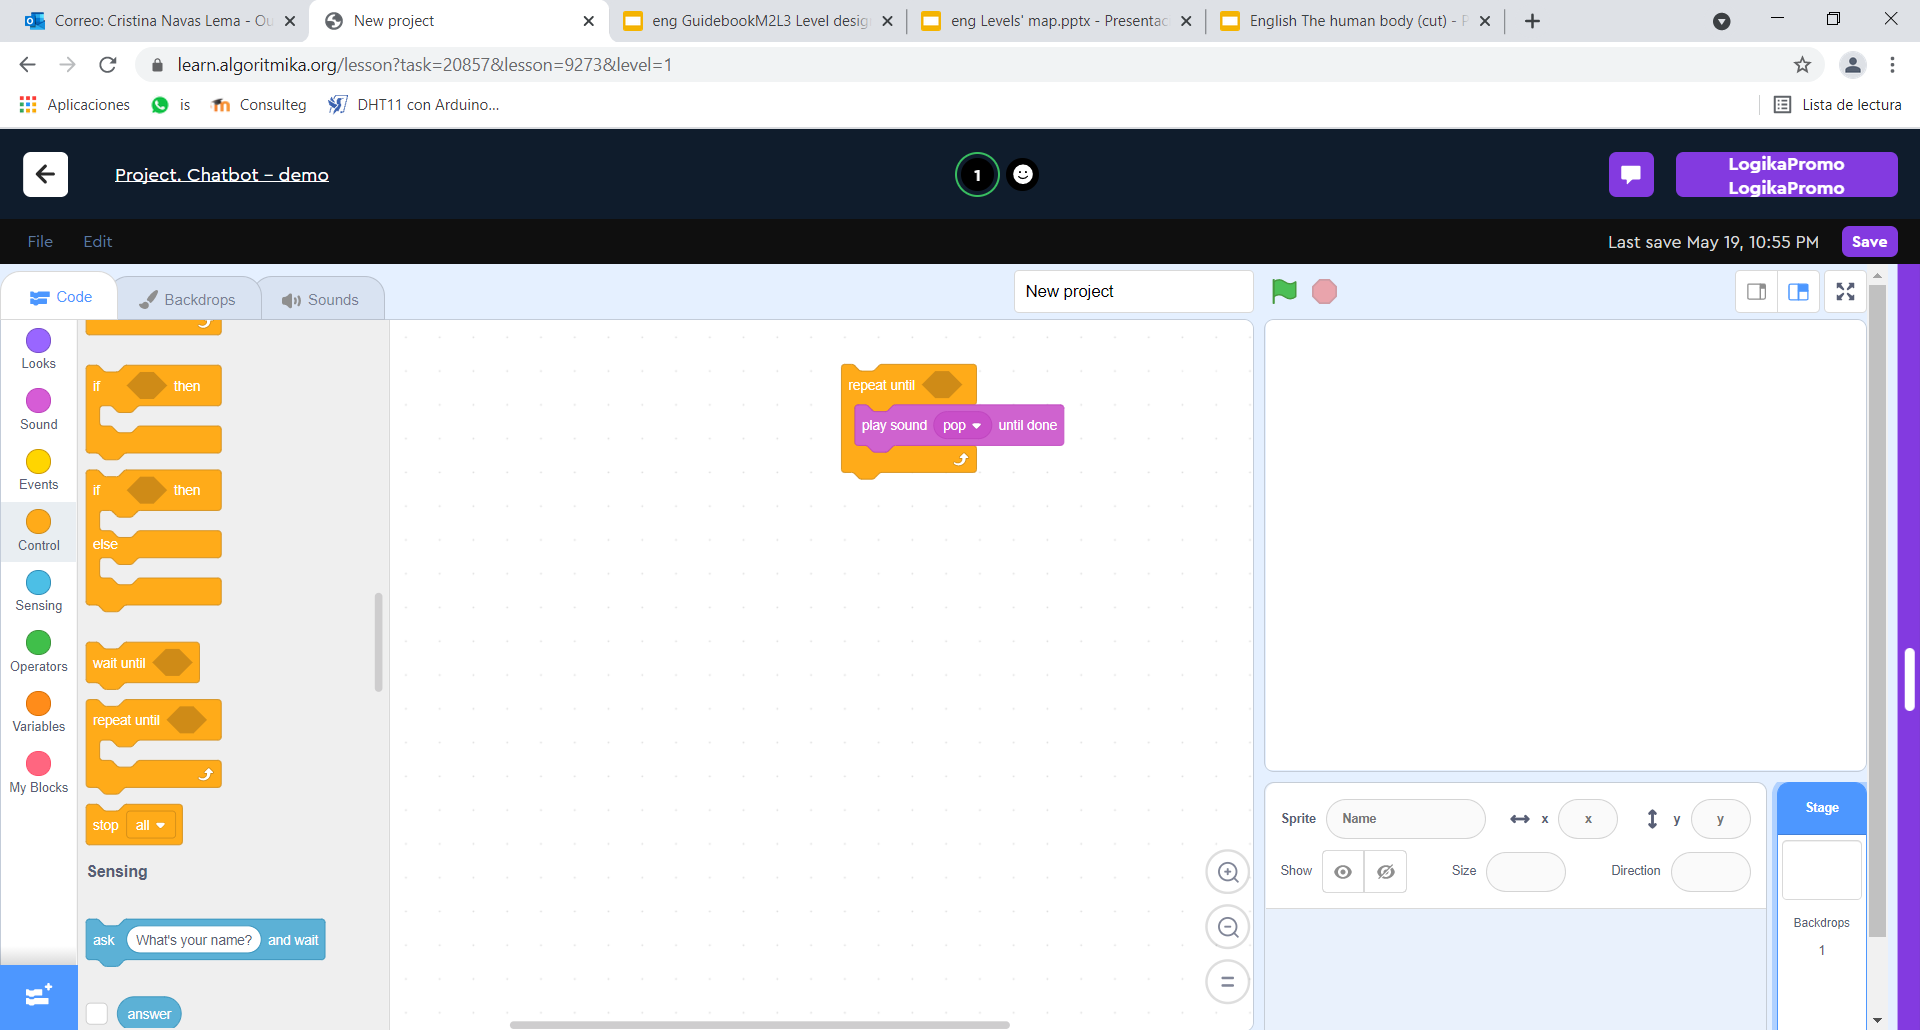 Correo: Cristina Navas Lema - Ou
New project
eng GuidebookM2L3 Level desig
eng Levels' map.pptx - Presentac
English The human body (cut) - P
learn.algoritmika.org/lesson?task=20857&lesson=9273&level=1
Aplicaciones
is
Consulteg
DHT11 con Arduino...
Lista de lectura
Project. Chatbot – demo
1
LogikaPromo
LogikaPromo
File
Edit
Last save May 19, 10:55 PM
Save
Code
Backdrops
Sounds
New project
Looks
Sound
Events
Control
Sensing
Operators
Variables
My Blocks
if then
if then
else
wait until
repeat until
stop all
Sensing
ask What's your name? and wait
answer
repeat until
play sound pop until done
Sprite Name x x y y
Show Size Direction
Stage
Backdrops
1